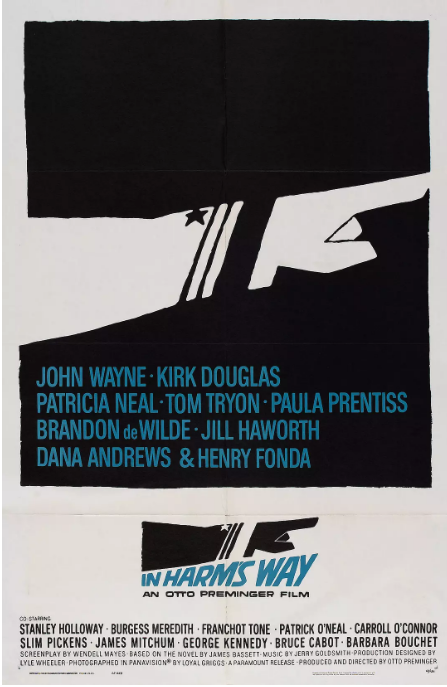 JOHN WAYNE · KIRK DOUGLAS
PATRICIA NEAL · TOM TRYON · PAULA PRENTISS
BRANDON de WILDE · JILL HAWORTH
DANA ANDREWS & HENRY FONDA
IN HARM'S WAY
AN OTTO PREMINGER FILM
CO-STARRING
STANLEY HOLLOWAY · BURGESS MEREDITH · FRANCHOT TONE · PATRICK O'NEAL · CARROLL O'CONNOR
SLIM PICKENS · JAMES MITCHUM · GEORGE KENNEDY · BRUCE CABOT · BARBARA BOUCHET
SCREENPLAY BY WENDELL MAYES · BASED ON THE NOVEL BY JAMES BASSETT · MUSIC BY JERRY GOLDSMITH · PRODUCTION DESIGNED BY
LYLE WHEELER · PHOTOGRAPHED IN PANAVISION® BY LOYAL GRIGGS · A PARAMOUNT RELEASE · PRODUCED AND DIRECTED BY OTTO PREMINGER